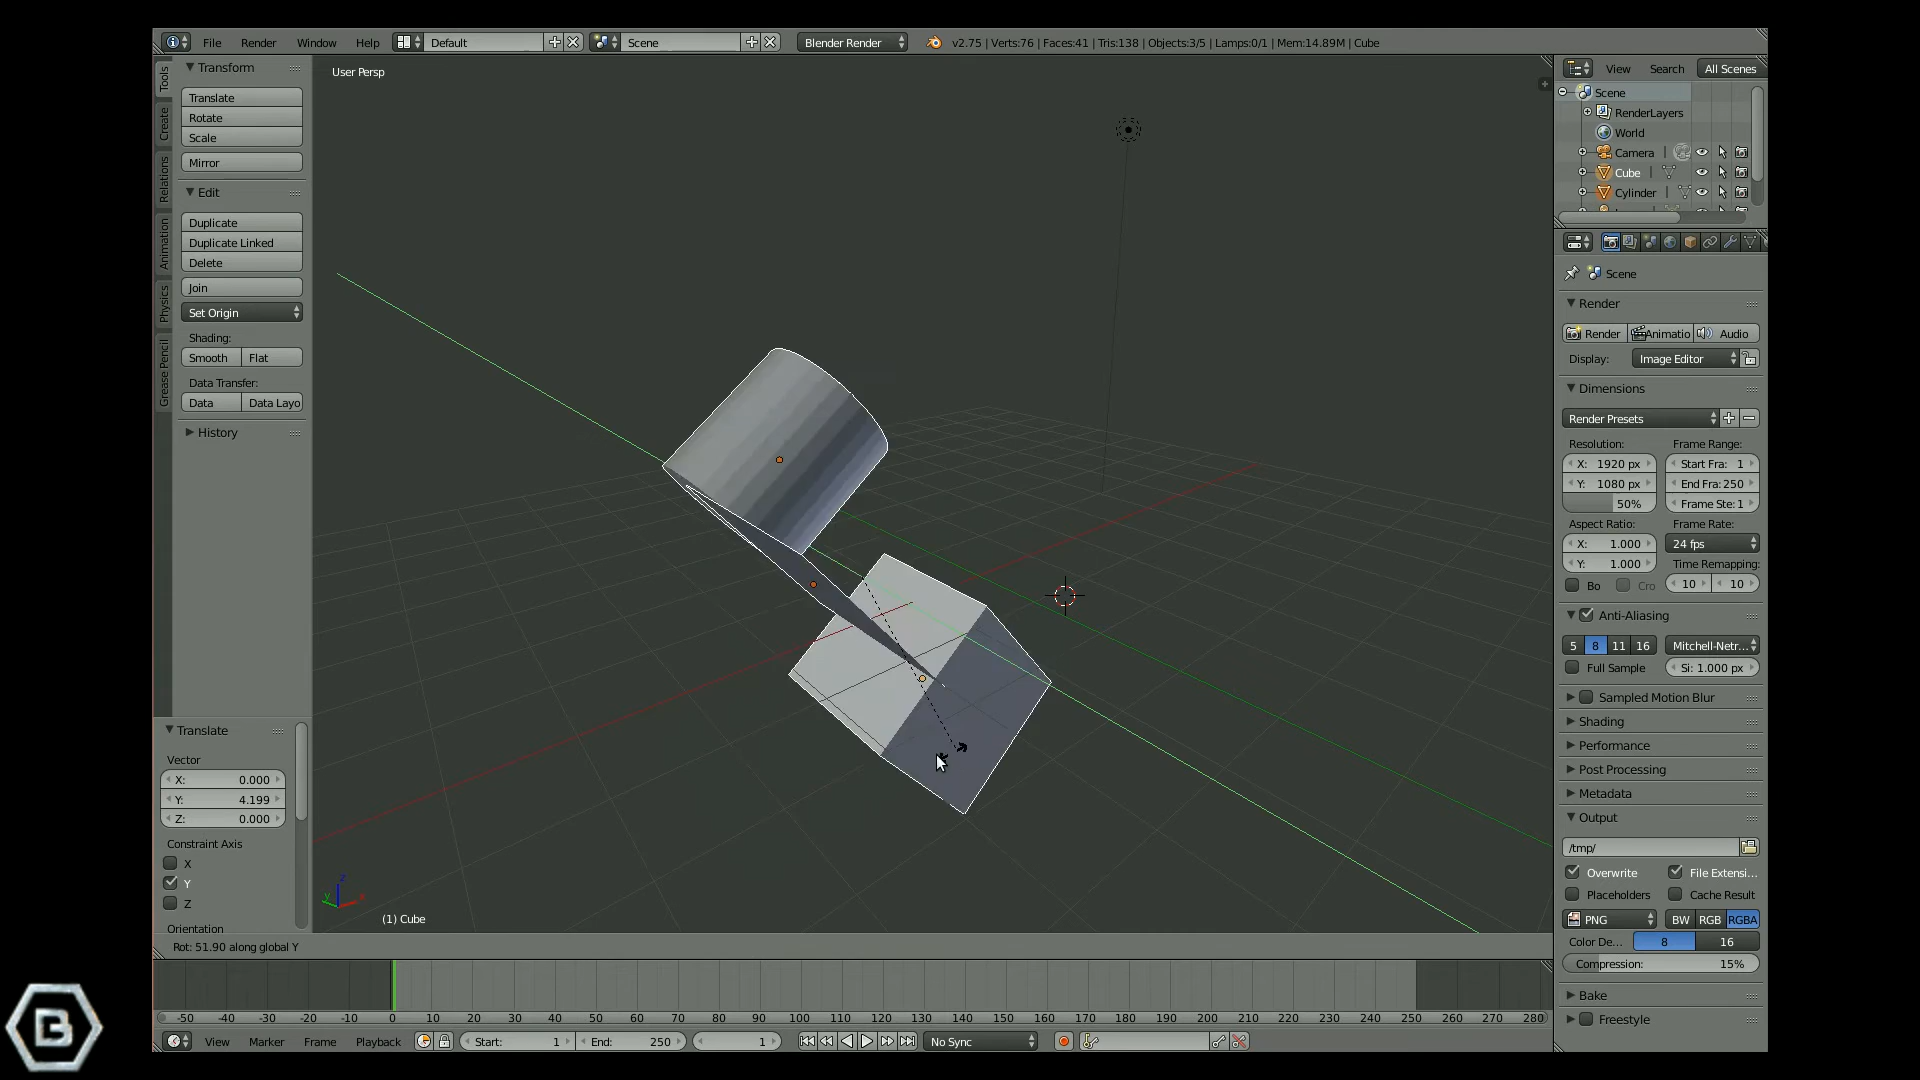 File Render Window Help Default Scene Blender Render v2.75 | Verts:76 | Faces:41 | Tris:138 | Objects:3/5 | Lamps:0/1 | Mem:14.89M | Cube
Tools
Create
Relations
Animation
Physics
Grease Pencil
Transform
Translate
Rotate
Scale
Mirror
Edit
Duplicate
Duplicate Linked
Delete
Join
Set Origin
Shading:
Smooth Flat
Data Transfer:
Data Data Layo
History
Translate
Vector
X: 0.000
Y: 4.199
Z: 0.000
Constraint Axis
X
Y
Z
Orientation
User Persp
z
y x
(1) Cube
Rot: 51.90 along global Y
View Search All Scenes
Scene
RenderLayers
World
Camera
Cube
Cylinder
Scene
Render
Render Animatio Audio
Display: Image Editor
Dimensions
Render Presets
Resolution: Frame Range:
X: 1920 px Start Fra: 1
Y: 1080 px End Fra: 250
50% Frame Ste: 1
Aspect Ratio: Frame Rate:
X: 1.000 24 fps
Y: 1.000 Time Remapping:
Bo Cro 10 10
Anti-Aliasing
5 8 11 16 Mitchell-Netr...
Full Sample Si: 1.000 px
Sampled Motion Blur
Shading
Performance
Post Processing
Metadata
Output
/tmp/
Overwrite File Extensi...
Placeholders Cache Result
PNG BW RGB RGBA
Color De... 8 16
Compression: 15%
Bake
Freestyle
-50 -40 -30 -20 -10 0 10 20 30 40 50 60 70 80 90 100 110 120 130 140 150 160 170 180 190 200 210 220 230 240 250 260 270 280
View Marker Frame Playback Start: 1 End: 250 1 No Sync
B